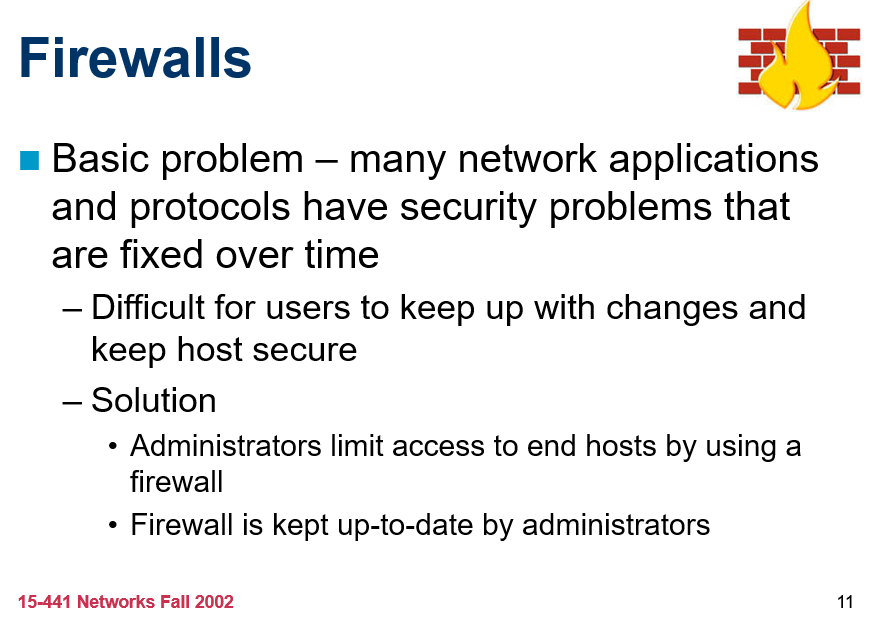 Firewalls
Basic problem – many network applications
and protocols have security problems that
are fixed over time
– Difficult for users to keep up with changes and
keep host secure
– Solution
• Administrators limit access to end hosts by using a
firewall
• Firewall is kept up-to-date by administrators
15-441 Networks Fall 2002
11